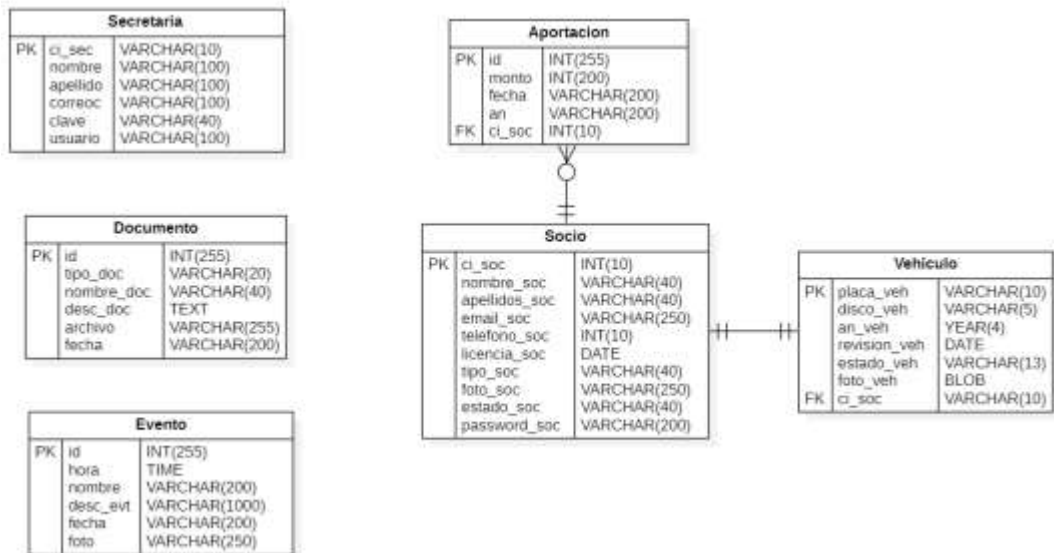 Secretaria
PK ci_sec VARCHAR(10)
nombre VARCHAR(100)
apellido VARCHAR(100)
correoc VARCHAR(100)
clave VARCHAR(40)
usuario VARCHAR(100)
Documento
PK id INT(255)
tipo_doc VARCHAR(20)
nombre_doc VARCHAR(40)
desc_doc TEXT
archivo VARCHAR(255)
fecha VARCHAR(200)
Evento
PK id INT(255)
hora TIME
nombre VARCHAR(200)
desc_evt VARCHAR(1000)
fecha VARCHAR(200)
foto VARCHAR(250)
Aportacion
PK id INT(255)
monto INT(200)
fecha VARCHAR(200)
an VARCHAR(200)
FK ci_soc INT(10)
Socio
PK ci_soc INT(10)
nombre_soc VARCHAR(40)
apellidos_soc VARCHAR(40)
email_soc VARCHAR(250)
telefono_soc INT(10)
licencia_soc DATE
tipo_soc VARCHAR(40)
foto_soc VARCHAR(250)
estado_soc VARCHAR(40)
password_soc VARCHAR(200)
Vehículo
PK placa_veh VARCHAR(10)
disco_veh VARCHAR(5)
an_veh YEAR(4)
revision_veh DATE
estado_veh VARCHAR(13)
foto_veh BLOB
FK ci_soc VARCHAR(10)